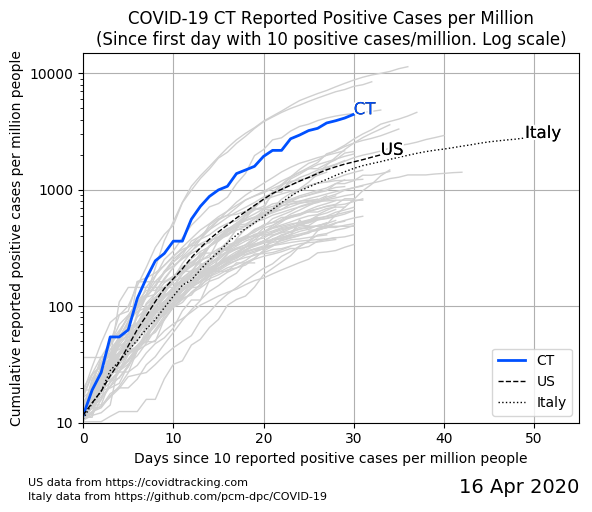 COVID-19 CT Reported Positive Cases per Million
(Since first day with 10 positive cases/million. Log scale)
Cumulative reported positive cases per million people
10000
1000
100
10
CT
US
Italy
CT
US
Italy
0
10
20
30
40
50
Days since 10 reported positive cases per million people
US data from https://covidtracking.com
Italy data from https://github.com/pcm-dpc/COVID-19
16 Apr 2020